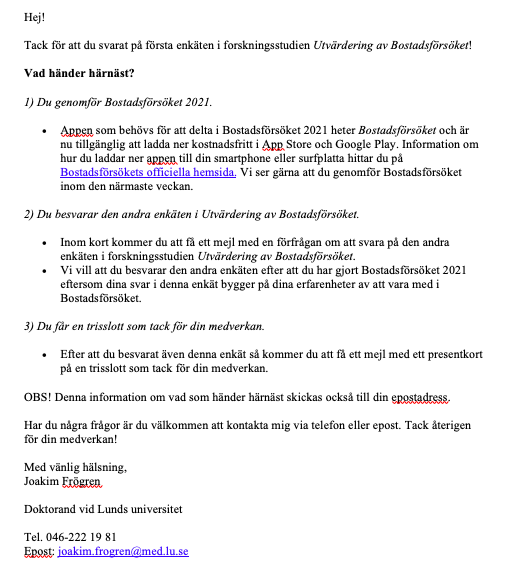 Hej!
Tack för att du svarat på första enkäten i forskningsstudien Utvärdering av Bostadsförsöket!
Vad händer härnäst?
1) Du genomför Bostadsförsöket 2021.
• Appen som behövs för att delta i Bostadsförsöket 2021 heter Bostadsförsöket och är
nu tillgänglig att ladda ner kostnadsfritt i App Store och Google Play. Information om
hur du laddar ner appen till din smartphone eller surfplatta hittar du på
Bostadsförsökets officiella hemsida. Vi ser gärna att du genomför Bostadsförsöket
inom den närmaste veckan.
2) Du besvarar den andra enkäten i Utvärdering av Bostadsförsöket.
• Inom kort kommer du att få ett mejl med en förfrågan om att svara på den andra
enkäten i forskningsstudien Utvärdering av Bostadsförsöket.
• Vi vill att du besvarar den andra enkäten efter att du har gjort Bostadsförsöket 2021
eftersom dina svar i denna enkät bygger på dina erfarenheter av att vara med i
Bostadsförsöket.
3) Du får en trisslott som tack för din medverkan.
• Efter att du besvarat även denna enkät så kommer du att få ett mejl med ett presentkort
på en trisslott som tack för din medverkan.
OBS! Denna information om vad som händer härnäst skickas också till din epostadress.
Har du några frågor är du välkommen att kontakta mig via telefon eller epost. Tack återigen
för din medverkan!
Med vänlig hälsning,
Joakim Frögren
Doktorand vid Lunds universitet
Tel. 046-222 19 81
Epost: joakim.frogren@med.lu.se